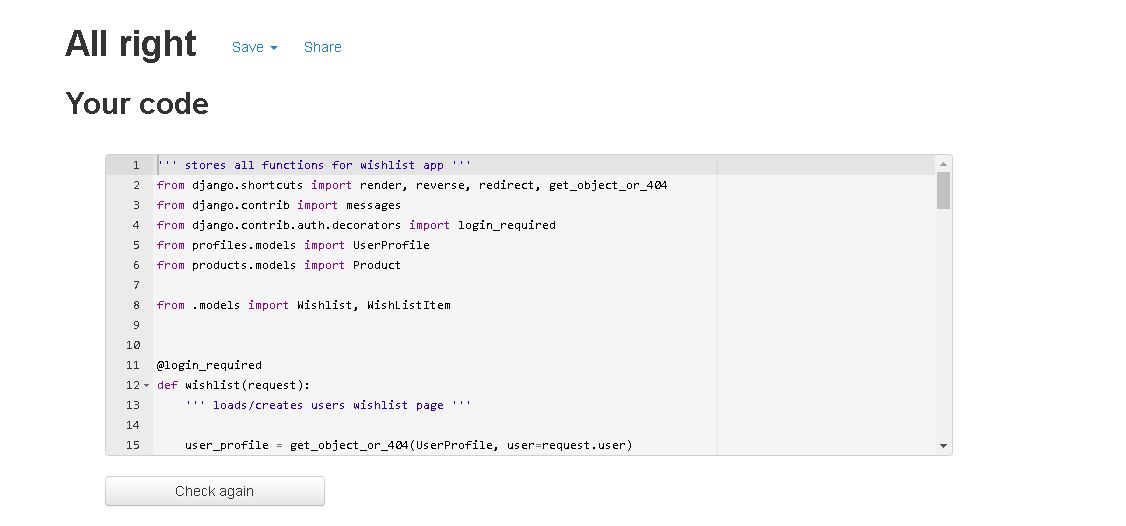 All right Save Share
Your code
1 ''' stores all functions for wishlist app '''
2 from django.shortcuts import render, reverse, redirect, get_object_or_404
3 from django.contrib import messages
4 from django.contrib.auth.decorators import login_required
5 from profiles.models import UserProfile
6 from products.models import Product
7
8 from .models import Wishlist, WishListItem
9
10
11 @login_required
12 def wishlist(request):
13     ''' loads/creates users wishlist page '''
14
15     user_profile = get_object_or_404(UserProfile, user=request.user)
Check again